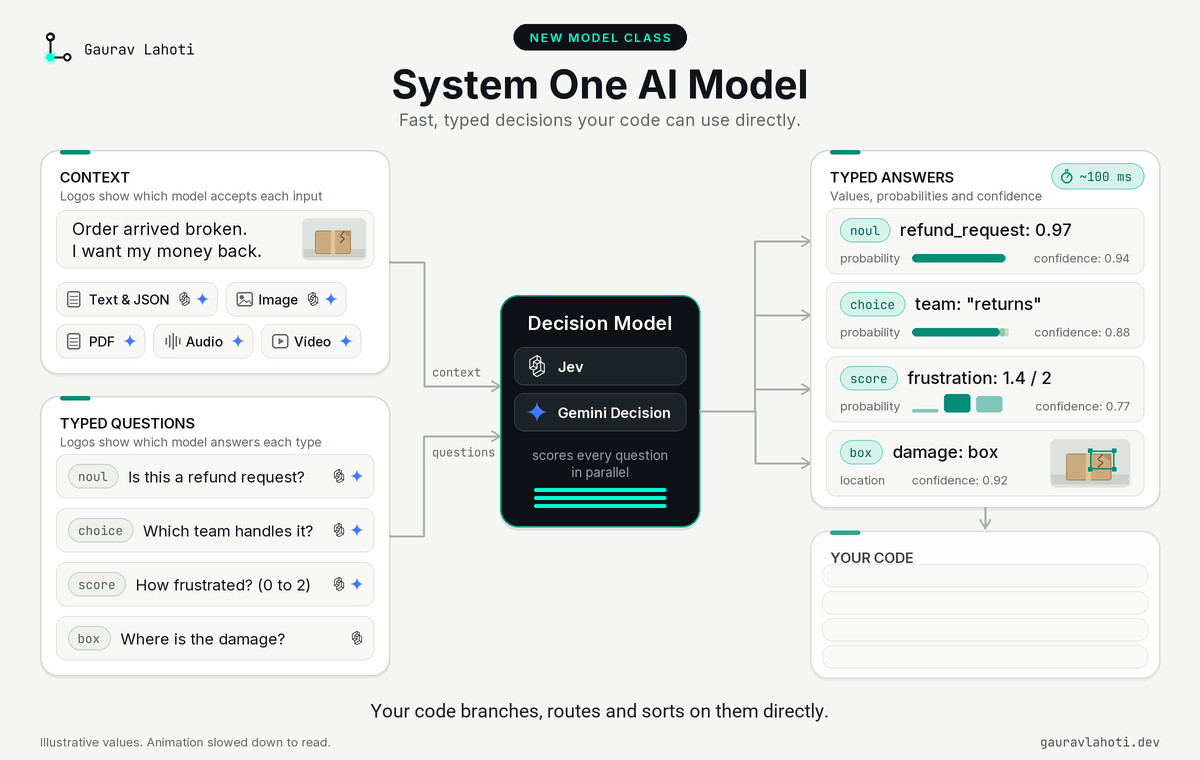 Gaurav Lahoti
NEW MODEL CLASS
System One AI Model
Fast, typed decisions your code can use directly.
CONTEXT
Logos show which model accepts each input
Order arrived broken.
I want my money back.
Text & JSON
Image
PDF
Audio
Video
TYPED QUESTIONS
Logos show which model answers each type
noul Is this a refund request?
choice Which team handles it?
score How frustrated? (0 to 2)
box Where is the damage?
context
questions
Decision Model
Jev
Gemini Decision
scores every question
in parallel
TYPED ANSWERS
~100 ms
Values, probabilities and confidence
noul refund_request: 0.97
probability confidence: 0.94
choice team: "returns"
probability confidence: 0.88
score frustration: 1.4 / 2
probability confidence: 0.77
box damage: box
location confidence: 0.92
YOUR CODE
Your code branches, routes and sorts on them directly.
Illustrative values. Animation slowed down to read.
gauravlahoti.dev